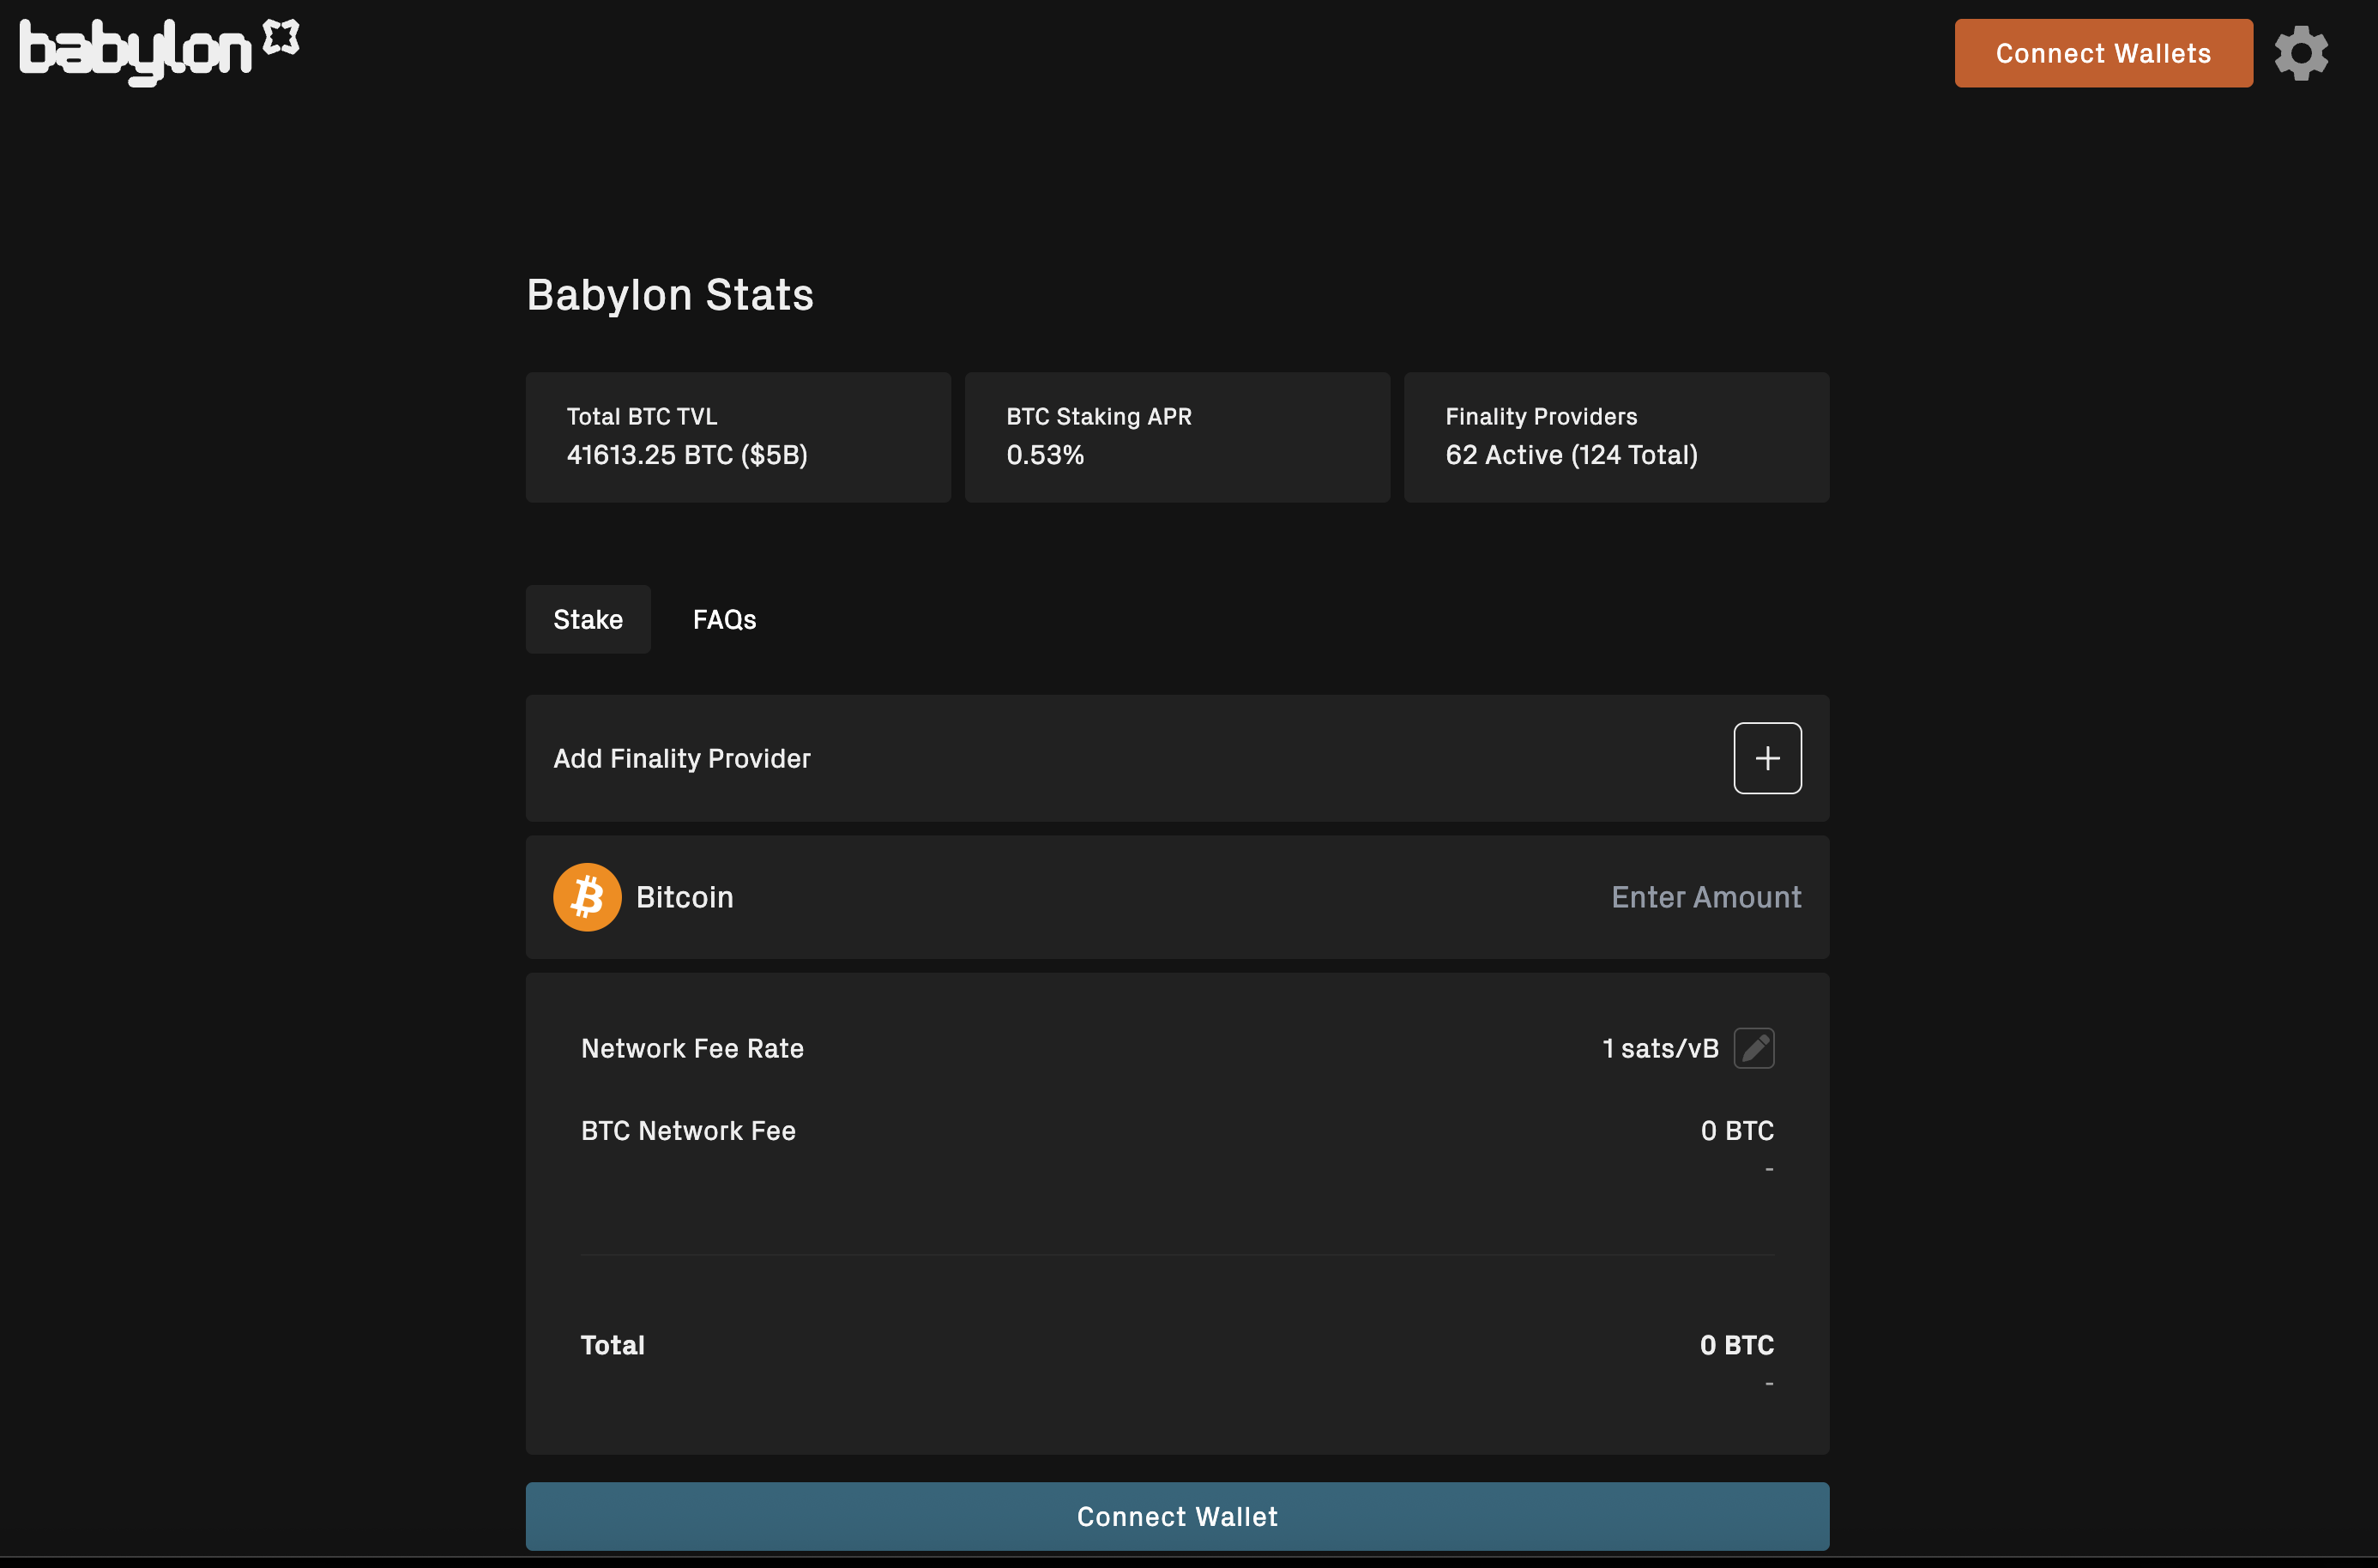 babylon
Connect Wallets
Babylon Stats
Total BTC TVL
41613.25 BTC ($5B)
BTC Staking APR
0.53%
Finality Providers
62 Active (124 Total)
Stake
FAQs
Add Finality Provider
Bitcoin
Enter Amount
Network Fee Rate
1 sats/vB
BTC Network Fee
0 BTC
-
Total
0 BTC
-
Connect Wallet